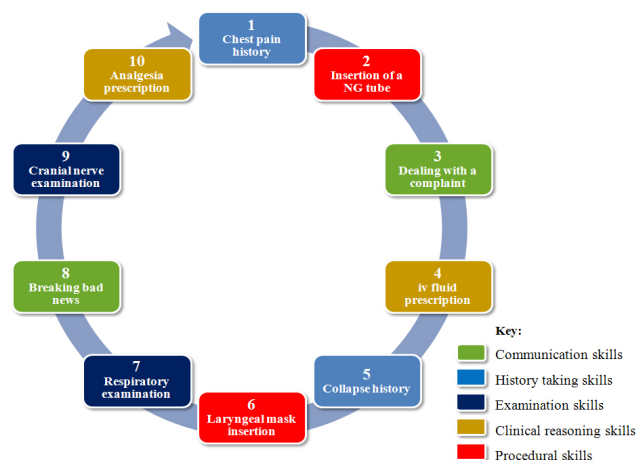 1
Chest pain
history
2
Insertion of a
NG tube
3
Dealing with a
complaint
4
iv fluid
prescription
5
Collapse history
6
Laryngeal mask
insertion
7
Respiratory
examination
8
Breaking bad
news
9
Cranial nerve
examination
10
Analgesia
prescription
Key:
Communication skills
History taking skills
Examination skills
Clinical reasoning skills
Procedural skills